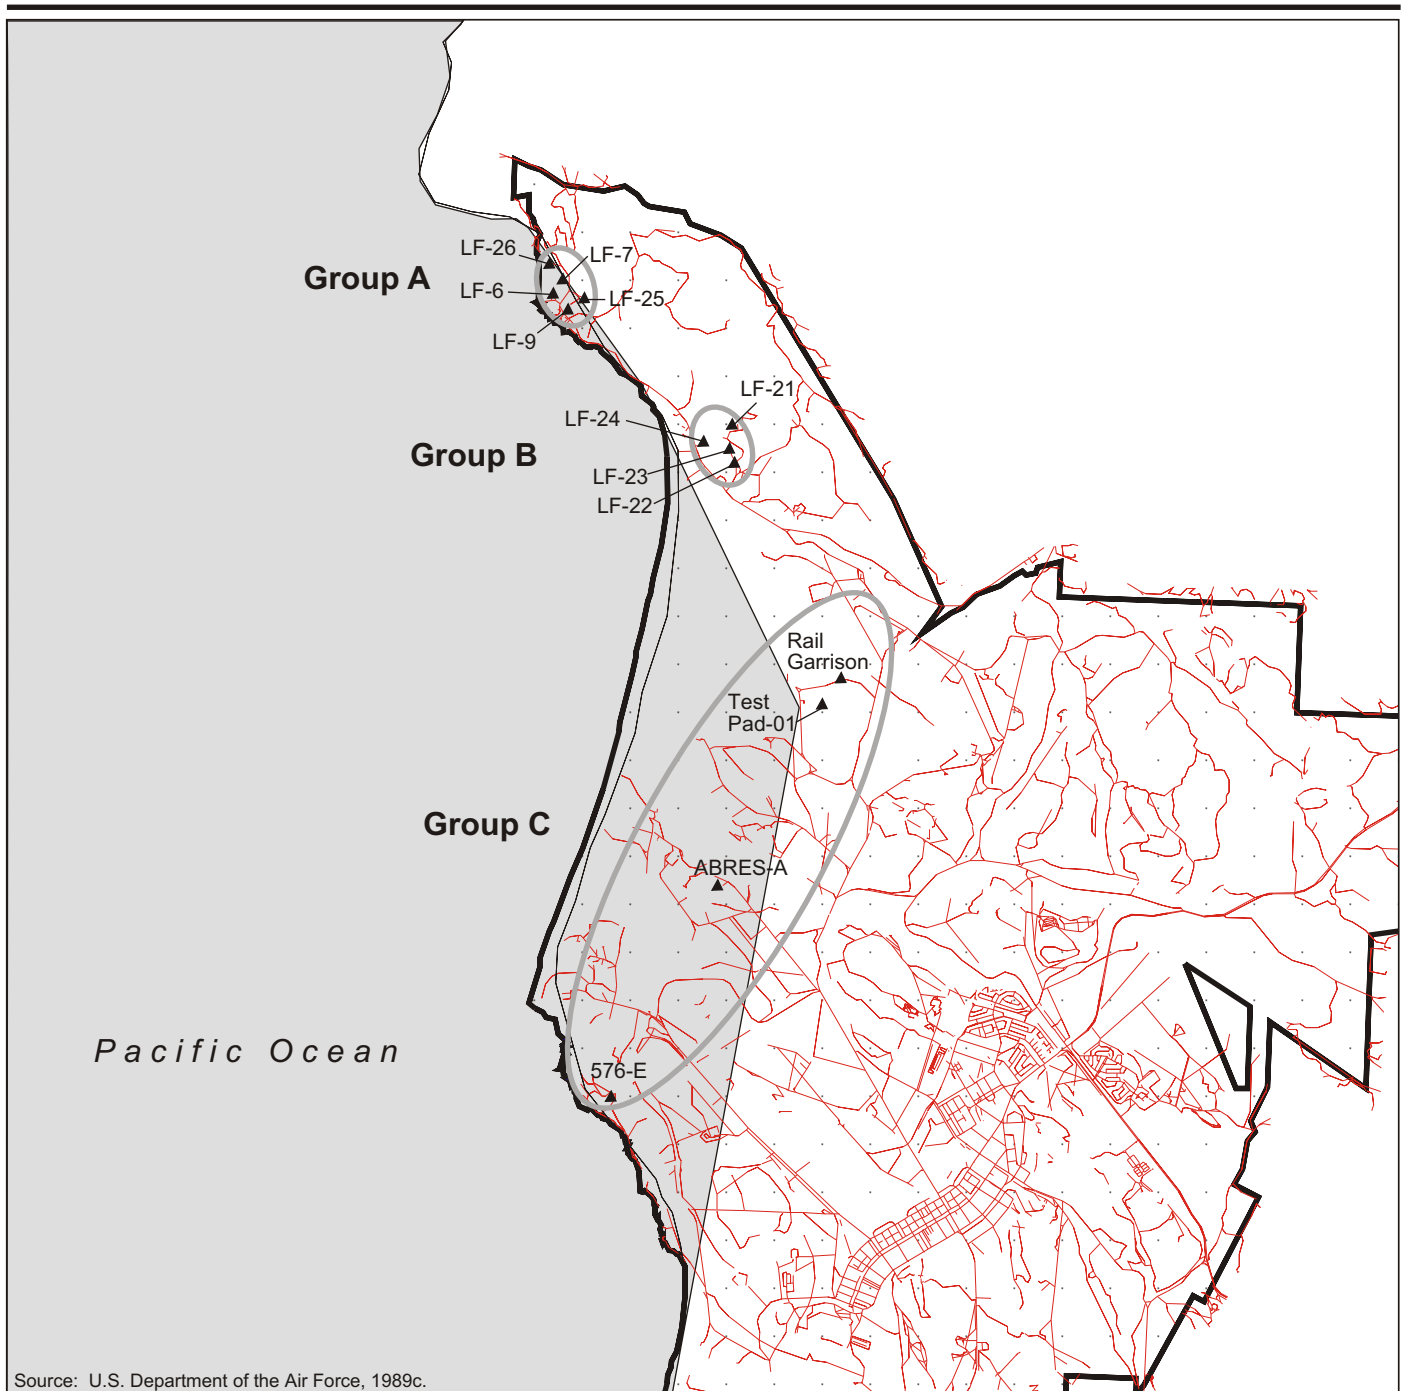 LF-26
LF-7
Group A
LF-6
LF-25
LF-9
LF-21
LF-24
Group B
LF-23
LF-22
Rail
Garrison
Test
Pad-01
Group C
ABRES-A
Pacific Ocean
576-E
Source: U.S. Department of the Air Force, 1989c.